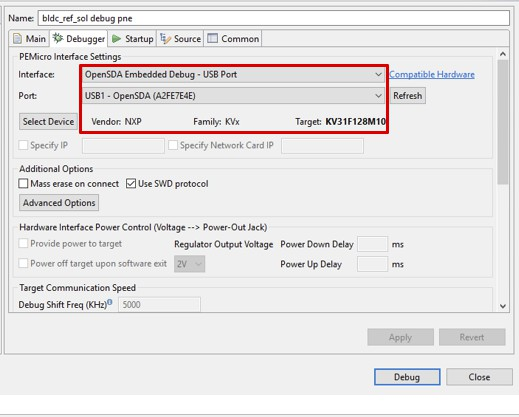 Name: bldc_ref_sol debug pne
Main Debugger Startup Source Common
PEMicro Interface Settings
Interface: OpenSDA Embedded Debug - USB Port Compatible Hardware
Port: USB1 - OpenSDA (A2FE7E4E) Refresh
Select Device Vendor: NXP Family: KVx Target: KV31F128M10
Specify IP Specify Network Card IP
Additional Options
Mass erase on connect Use SWD protocol
Advanced Options
Hardware Interface Power Control (Voltage --> Power-Out Jack)
Provide power to target Regulator Output Voltage Power Down Delay ms
Power off target upon software exit 2V Power Up Delay ms
Target Communication Speed
Debug Shift Freq (KHz) 5000
Apply Revert
Debug Close